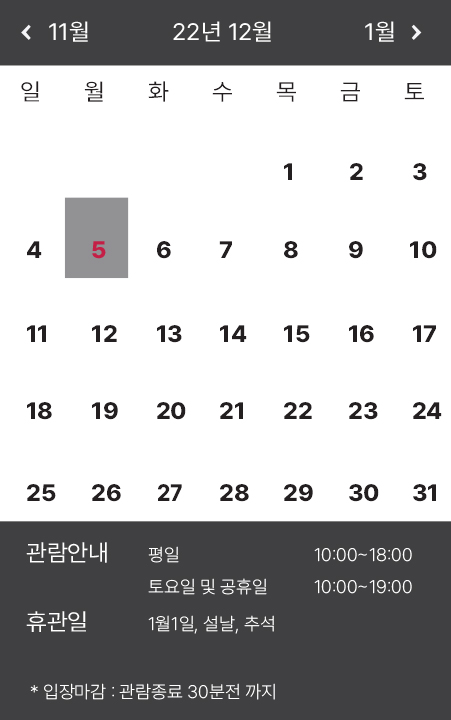 11월 22년 12월 1월
일 월 화 수 목 금 토
1 2 3
4 5 6 7 8 9 10
11 12 13 14 15 16 17
18 19 20 21 22 23 24
25 26 27 28 29 30 31
관람안내 평일 10:00~18:00
토요일 및 공휴일 10:00~19:00
휴관일 1월1일, 설날, 추석
* 입장마감 : 관람종료 30분전 까지